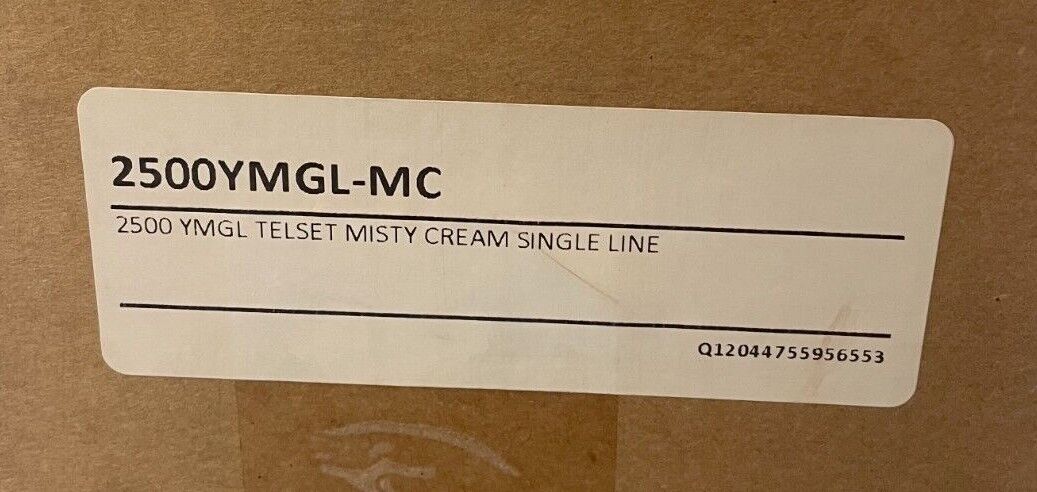 2500YMGL-MC
2500 YMGL TELSET MISTY CREAM SINGLE LINE
Q12044755956553